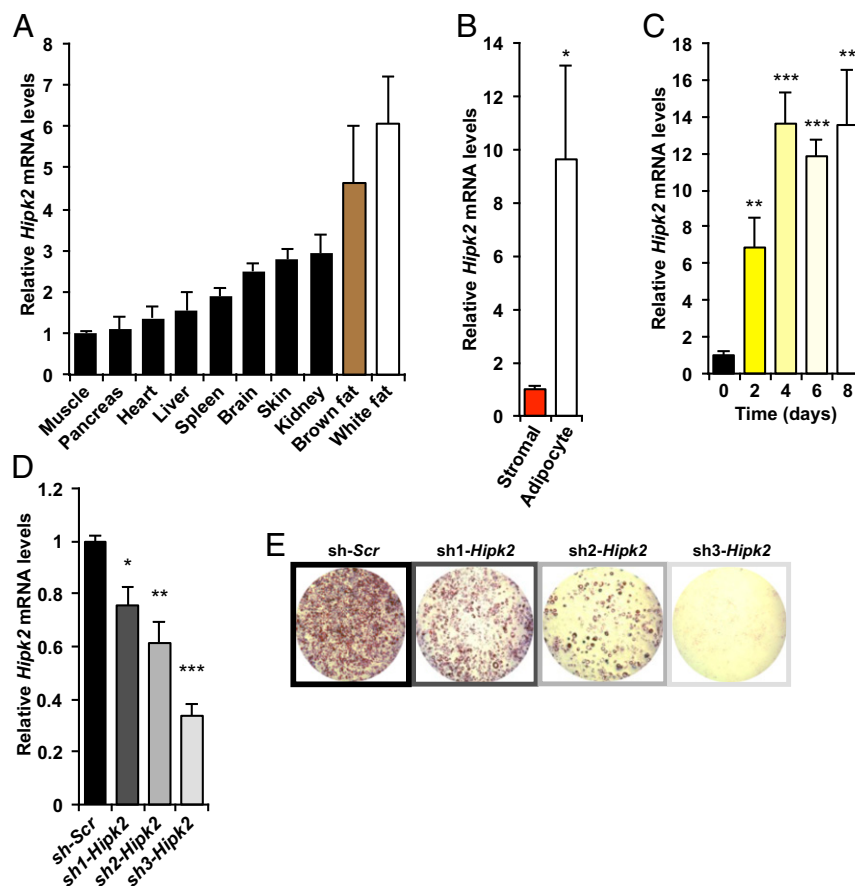 A
Relative Hipk2 mRNA levels
8
7
6
5
4
3
2
1
0
Muscle
Pancreas
Heart
Liver
Spleen
Brain
Skin
Kidney
Brown fat
White fat
B
Relative Hipk2 mRNA levels
14
12
10
8
6
4
2
0
*
Stromal
Adipocyte
C
Relative Hipk2 mRNA levels
18
16
14
12
10
8
6
4
2
0
**
***
***
**
0 2 4 6 8
Time (days)
D
Relative Hipk2 mRNA levels
1.2
1
0.8
0.6
0.4
0.2
0
*
**
***
sh-Scr
sh1-Hipk2
sh2-Hipk2
sh3-Hipk2
E
sh-Scr sh1-Hipk2 sh2-Hipk2 sh3-Hipk2